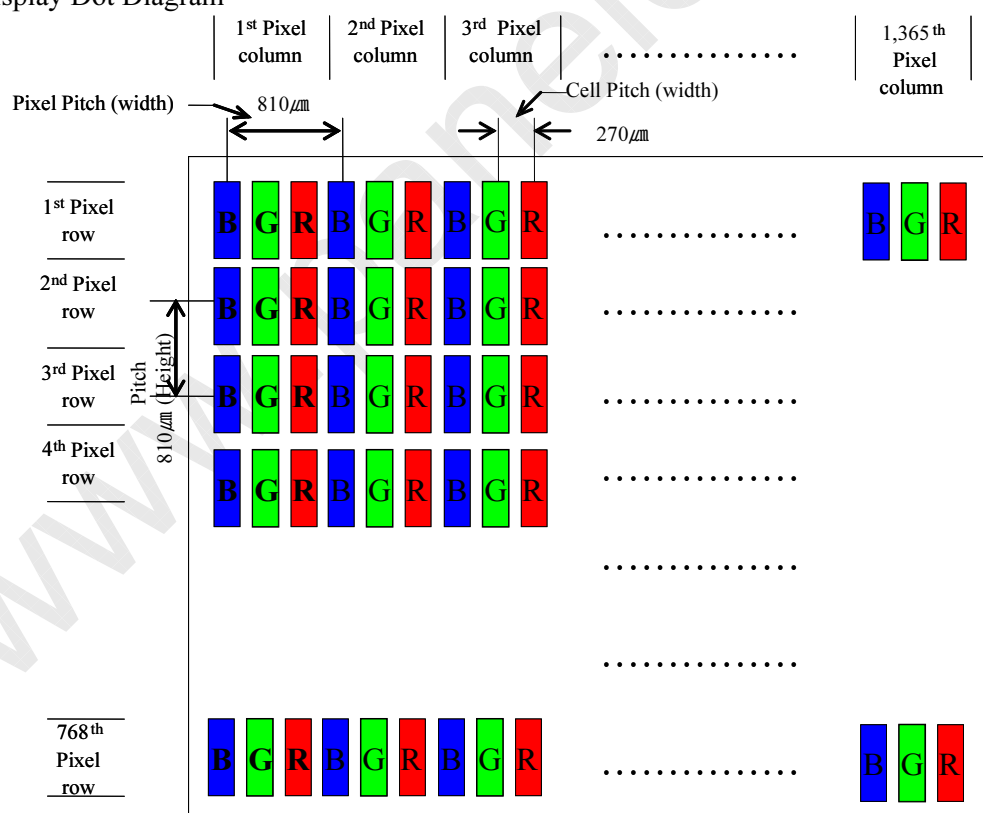 isplay Dot Diagram
1st Pixel column
2nd Pixel column
3rd Pixel column
...............
1,365th Pixel column
Pixel Pitch (width)
810㎛
Cell Pitch (width)
270㎛
1st Pixel row
B G R B G R B G R ............... B G R
2nd Pixel row
B G R B G R B G R ...............
Pitch
810㎛ (Height)
3rd Pixel row
B G R B G R B G R ...............
4th Pixel row
B G R B G R B G R ...............
...............
...............
768th Pixel row
B G R B G R B G R ............... B G R